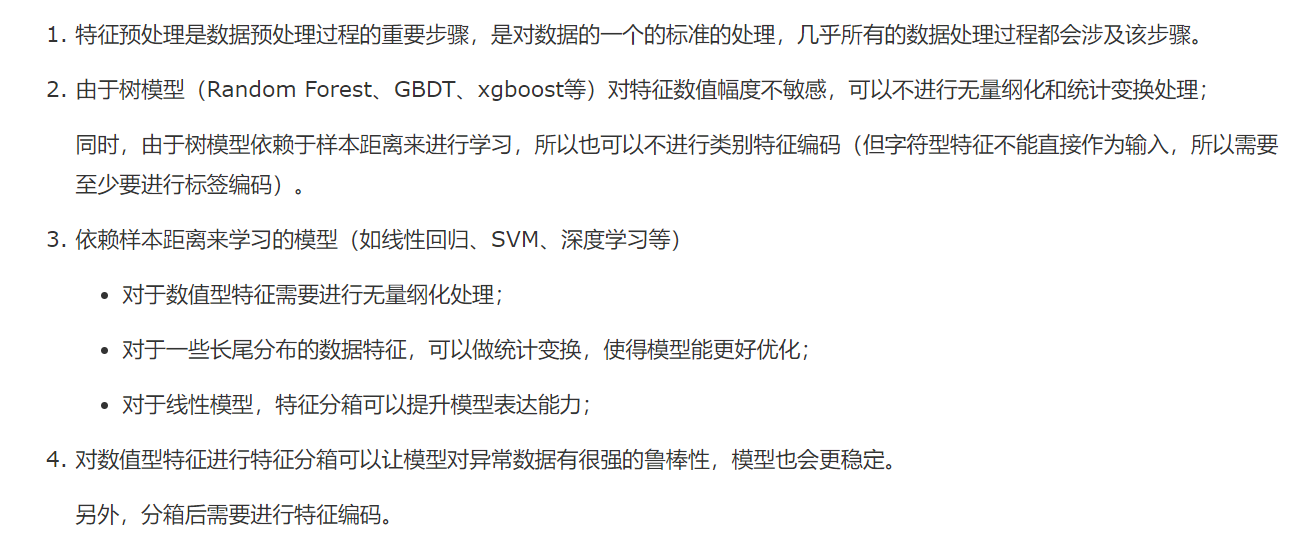 1. 特征预处理是数据预处理过程的重要步骤，是对数据的一个的标准的处理，几乎所有的数据处理过程都会涉及该步骤。
2. 由于树模型（Random Forest、GBDT、xgboost等）对特征数值幅度不敏感，可以不进行无量纲化和统计变换处理；
同时，由于树模型依赖于样本距离来进行学习，所以也可以不进行类别特征编码（但字符型特征不能直接作为输入，所以需要
至少要进行标签编码）。
3. 依赖样本距离来学习的模型（如线性回归、SVM、深度学习等）
• 对于数值型特征需要进行无量纲化处理；
• 对于一些长尾分布的数据特征，可以做统计变换，使得模型能更好优化；
• 对于线性模型，特征分箱可以提升模型表达能力；
4. 对数值型特征进行特征分箱可以让模型对异常数据有很强的鲁棒性，模型也会更稳定。
另外，分箱后需要进行特征编码。